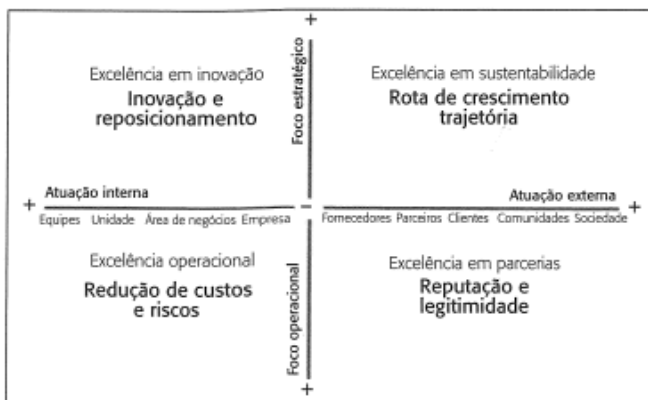 +
Excelência em inovação
Inovação e
reposicionamento
Foco estratégico
Excelência em sustentabilidade
Rota de crescimento
trajetória
Atuação interna
Atuação externa
+
−
+
Equipes Unidade Área de negócios Empresa
Fornecedores Parceiros Clientes Comunidades Sociedade
Excelência operacional
Redução de custos
e riscos
Foco operacional
Excelência em parcerias
Reputação e
legitimidade
+